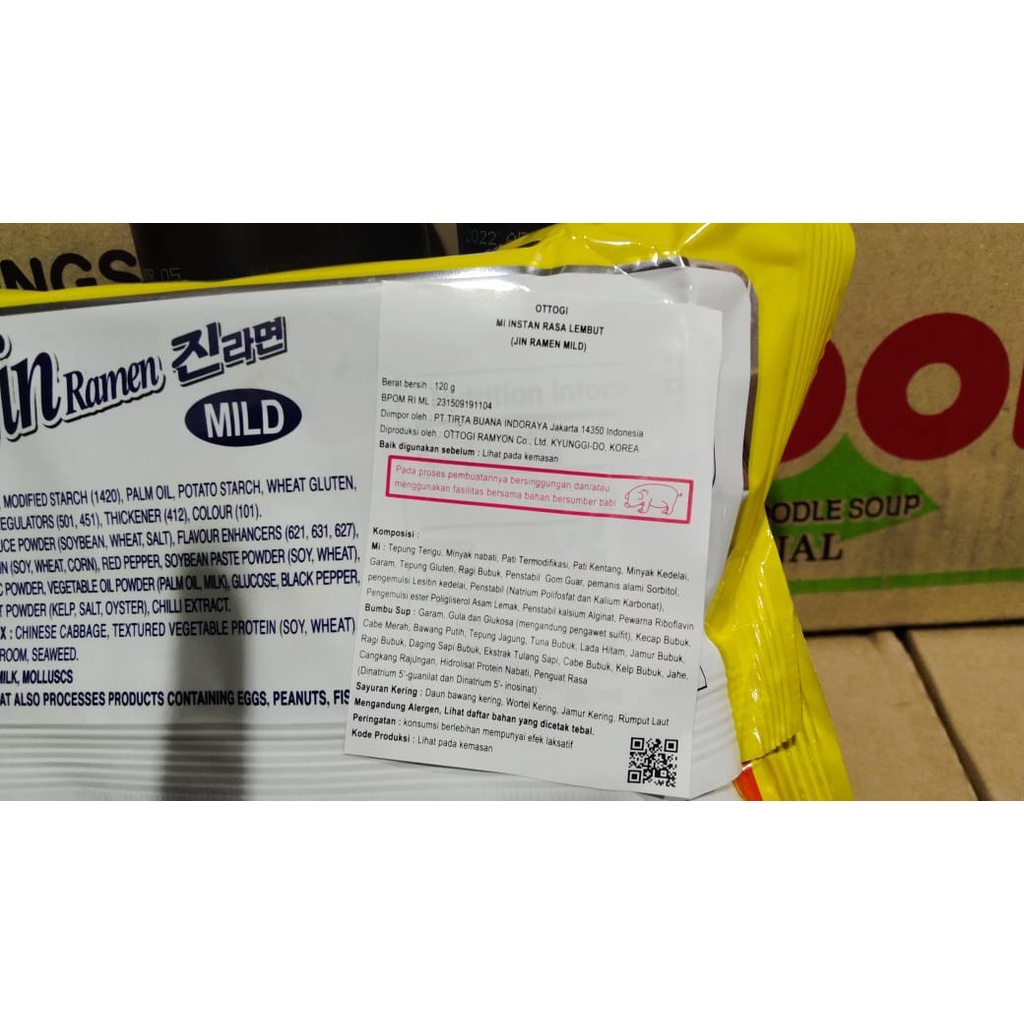 NGS
2022
in Ramen 진라면
MILD
, MODIFIED STARCH (1420), PALM OIL, POTATO STARCH, WHEAT GLUTEN,
EGULATORS (501, 451), THICKENER (412), COLOUR (101).
UCE POWDER (SOYBEAN, WHEAT, SALT), FLAVOUR ENHANCERS (621, 631, 627),
N (SOY, WHEAT, CORN), RED PEPPER, SOYBEAN PASTE POWDER (SOY, WHEAT),
C POWDER, VEGETABLE OIL POWDER (PALM OIL, MILK), GLUCOSE, BLACK PEPPER,
T POWDER (KELP, SALT, OYSTER), CHILLI EXTRACT.
X : CHINESE CABBAGE, TEXTURED VEGETABLE PROTEIN (SOY, WHEAT)
ROOM, SEAWEED.
MILK, MOLLUSCS
AT ALSO PROCESSES PRODUCTS CONTAINING EGGS, PEANUTS, FIS
OTTOGI
MI INSTAN RASA LEMBUT
(JIN RAMEN MILD)
Berat bersih : 120 g
BPOM RI ML : 231509191104
Diimpor oleh : PT.TIRTA BUANA INDORAYA Jakarta 14350 Indonesia
Diproduksi oleh : OTTOGI RAMYON Co., Ltd. KYUNGGI-DO, KOREA
Baik digunakan sebelum : Lihat pada kemasan
Pada proses pembuatannya bersinggungan dan/atau
menggunakan fasilitas bersama bahan bersumber babi
Komposisi :
Mi : Tepung Terigu, Minyak nabati, Pati Termodifikasi, Pati Kentang, Minyak Kedelai,
Garam, Tepung Gluten, Ragi Bubuk, Penstabil Gom Guar, pemanis alami Sorbitol,
pengemulsi Lesitin kedelai, Penstabil (Natrium Polifosfat dan Kalium Karbonat),
Pengemulsi ester Poligliserol Asam Lemak, Penstabil kalsium Alginat, Pewarna Riboflavin
Bumbu Sup : Garam, Gula dan Glukosa (mengandung pengawet sulfit), Kecap Bubuk,
Cabe Merah, Bawang Putih, Tepung Jagung, Tuna Bubuk, Lada Hitam, Jamur Bubuk,
Ragi Bubuk, Daging Sapi Bubuk, Ekstrak Tulang Sapi, Cabe Bubuk, Kelp Bubuk, Jahe,
Cangkang Rajungan, Hidrolisat Protein Nabati, Penguat Rasa
(Dinatrium 5'-guanilat dan Dinatrium 5'- inosinat)
Sayuran Kering : Daun bawang kering, Wortel Kering, Jamur Kering, Rumput Laut
Mengandung Alergen, Lihat daftar bahan yang dicetak tebal.
Peringatan : konsumsi berlebihan mempunyai efek laksatif
Kode Produksi : Lihat pada kemasan
OO
OODLE SOUP
NAL